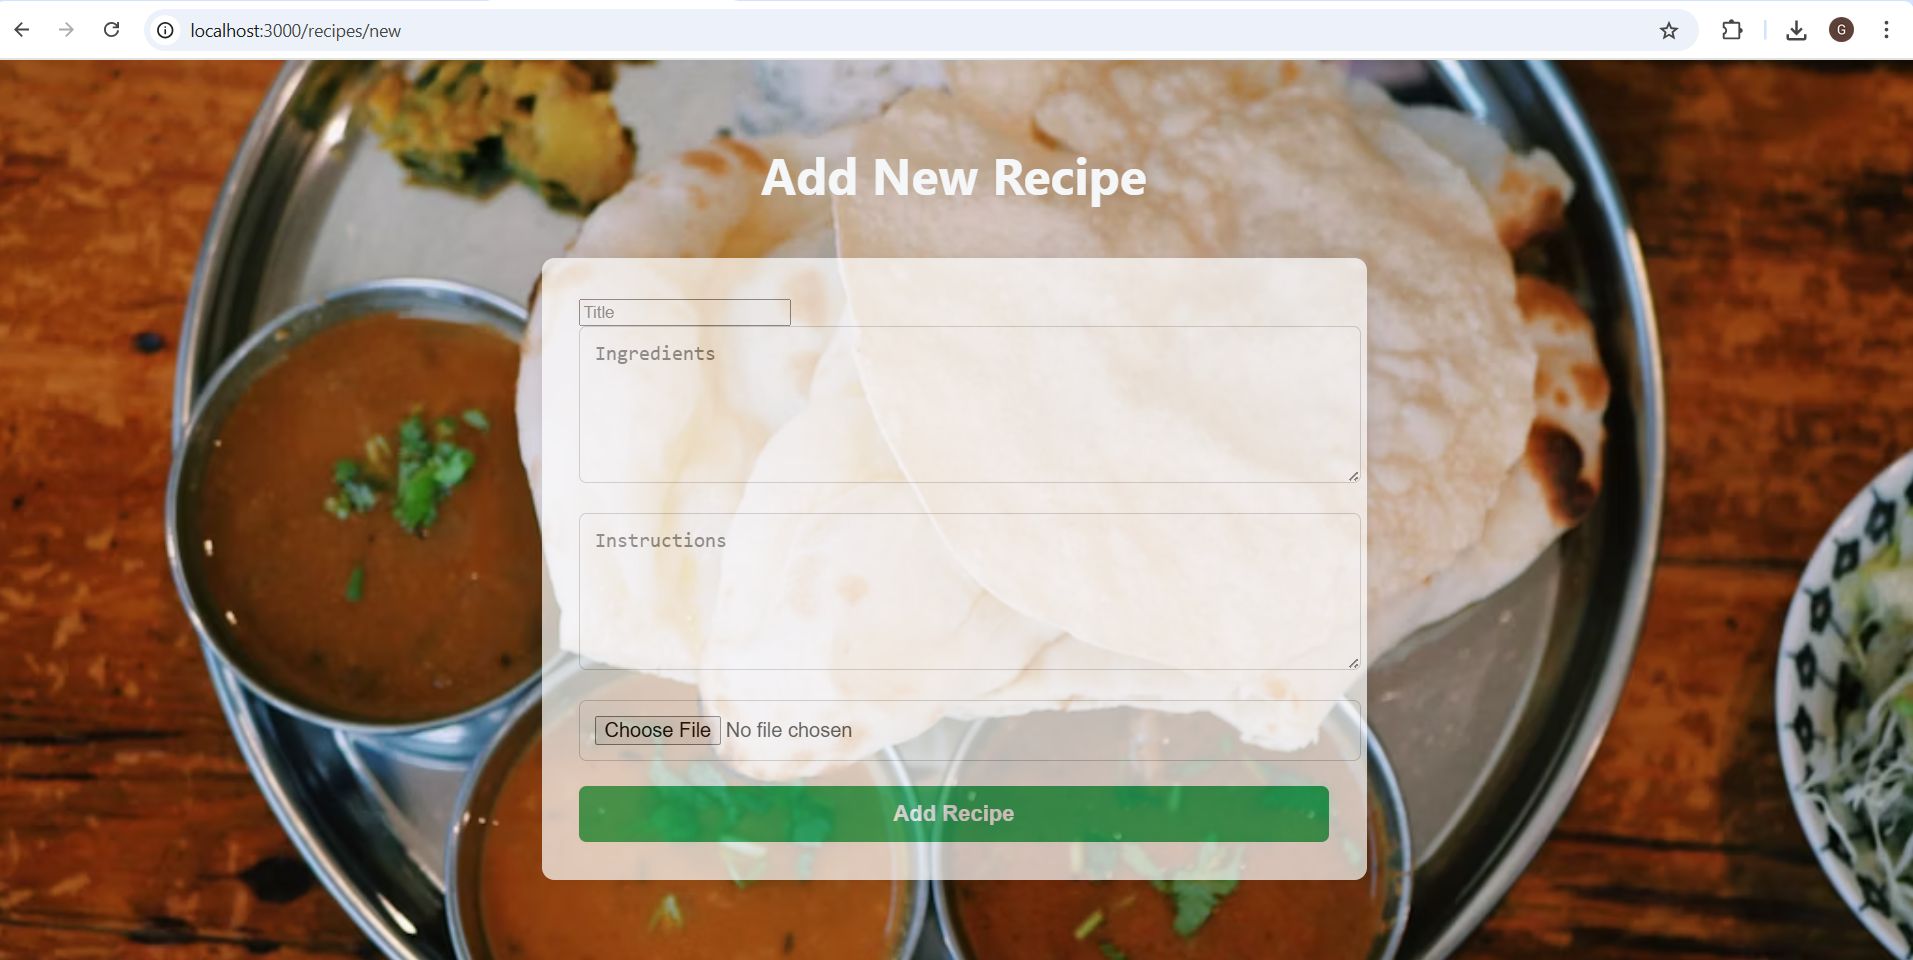 localhost:3000/recipes/new
G
Add New Recipe
Title
Ingredients
Instructions
Choose File No file chosen
Add Recipe